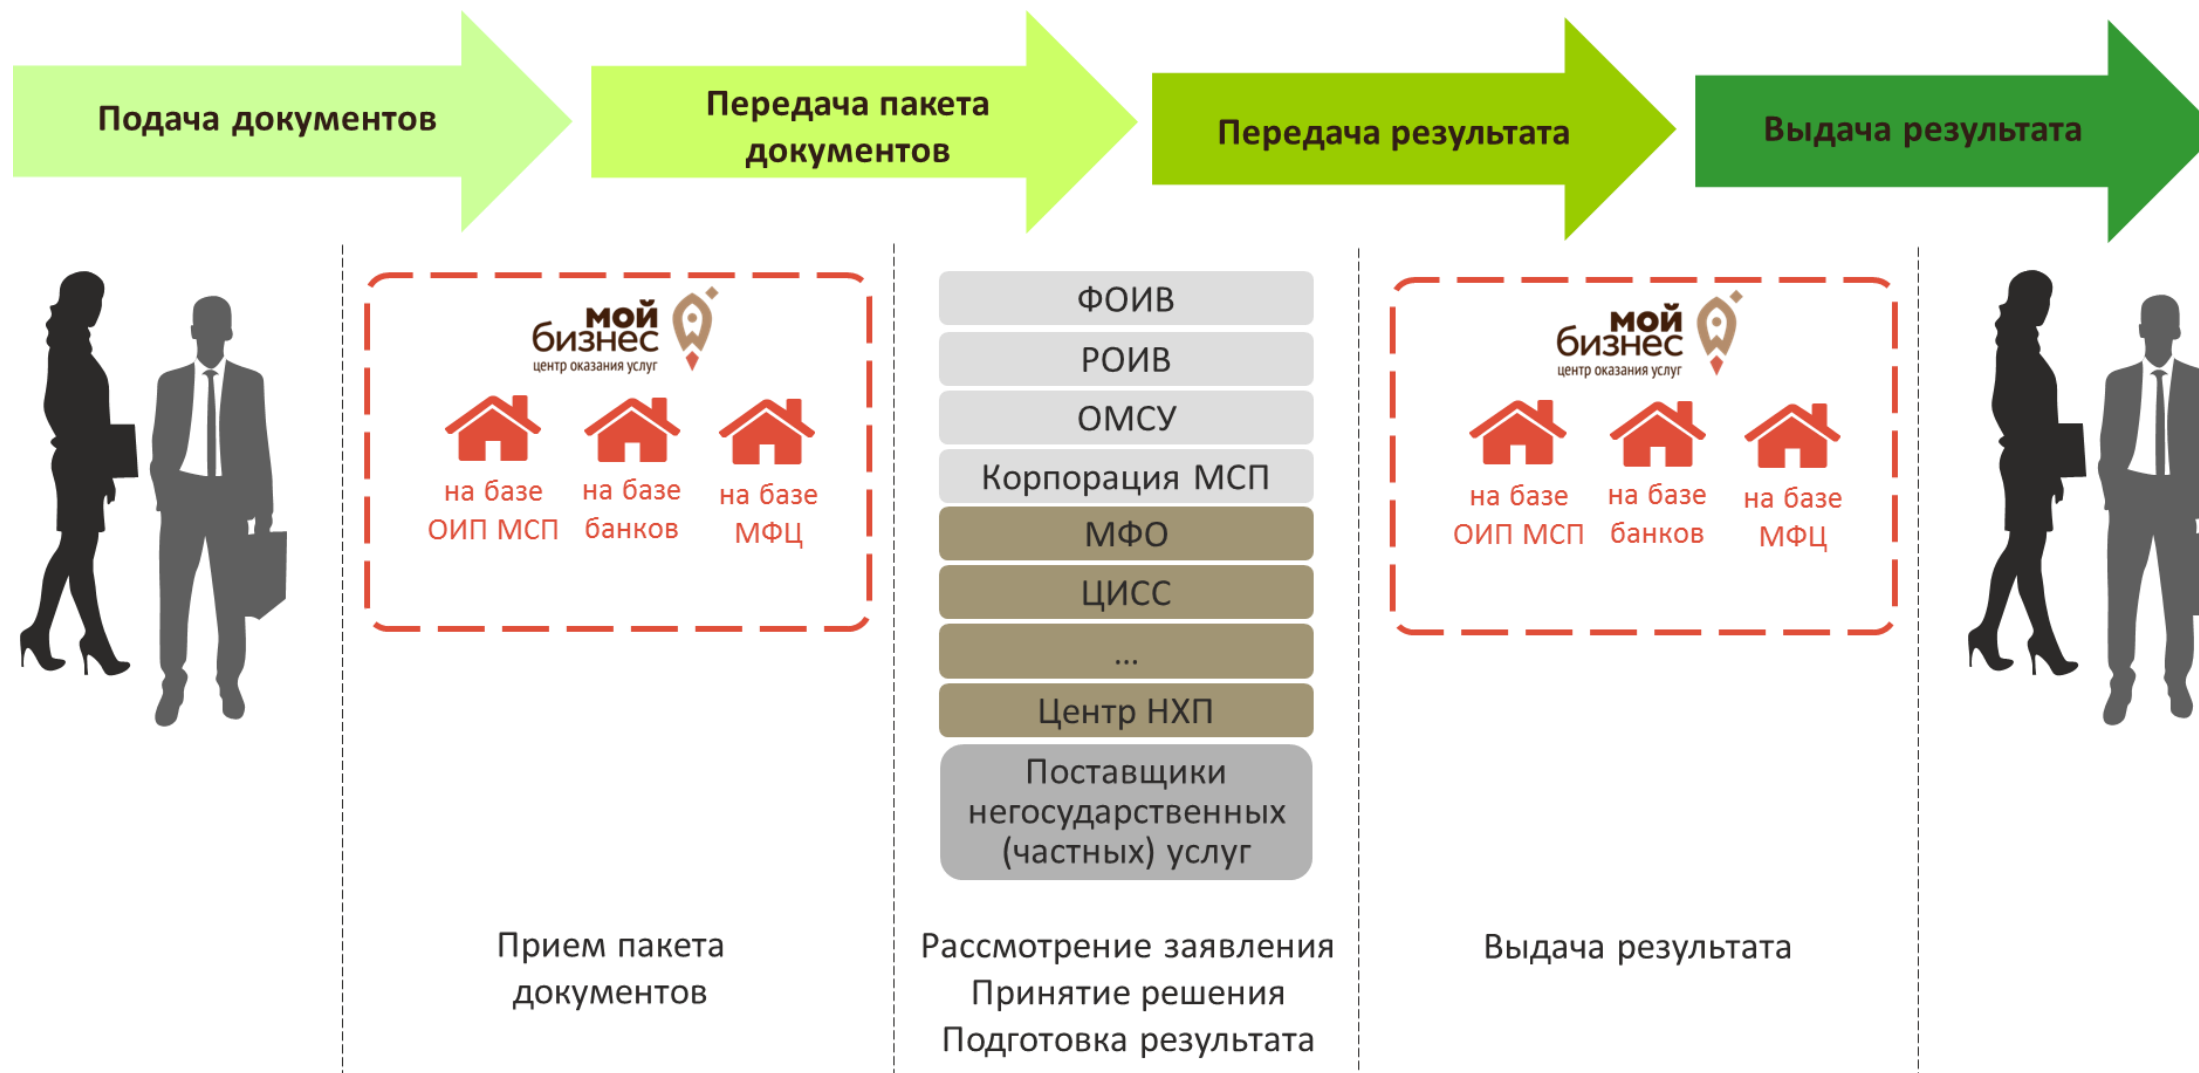 Подача документов
Передача пакета
документов
Передача результата
Выдача результата
мой
бизнес
центр оказания услуг
на базе
ОИП МСП
на базе
банков
на базе
МФЦ
ФОИВ
РОИВ
ОМСУ
Корпорация МСП
МФО
ЦИСС
...
Центр НХП
Поставщики
негосударственных
(частных) услуг
мой
бизнес
центр оказания услуг
на базе
ОИП МСП
на базе
банков
на базе
МФЦ
Прием пакета
документов
Рассмотрение заявления
Принятие решения
Подготовка результата
Выдача результата